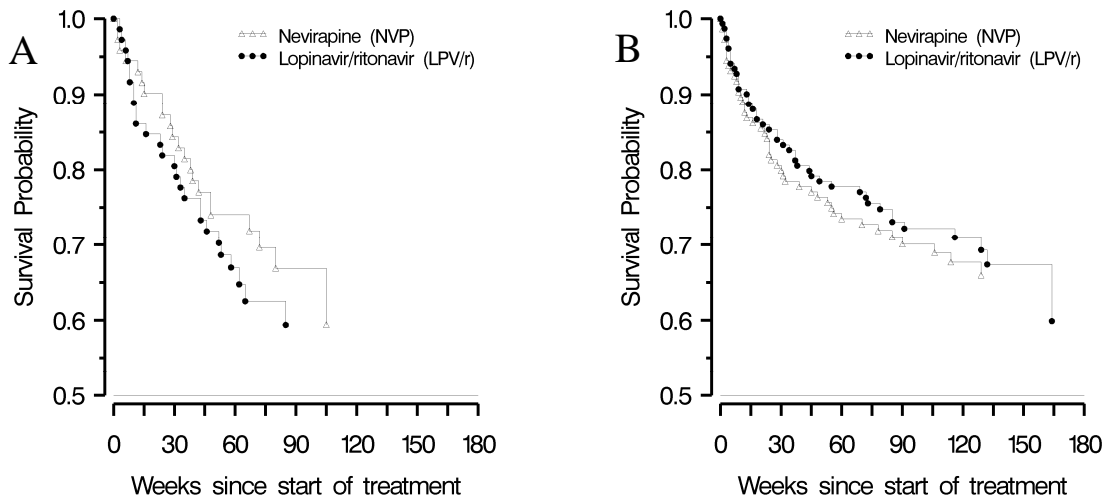 A
Survival Probability
1.0
0.9
0.8
0.7
0.6
0.5
Nevirapine (NVP)
Lopinavir/ritonavir (LPV/r)
0 30 60 90 120 150 180
Weeks since start of treatment
B
Survival Probability
1.0
0.9
0.8
0.7
0.6
0.5
Nevirapine (NVP)
Lopinavir/ritonavir (LPV/r)
0 30 60 90 120 150 180
Weeks since start of treatment